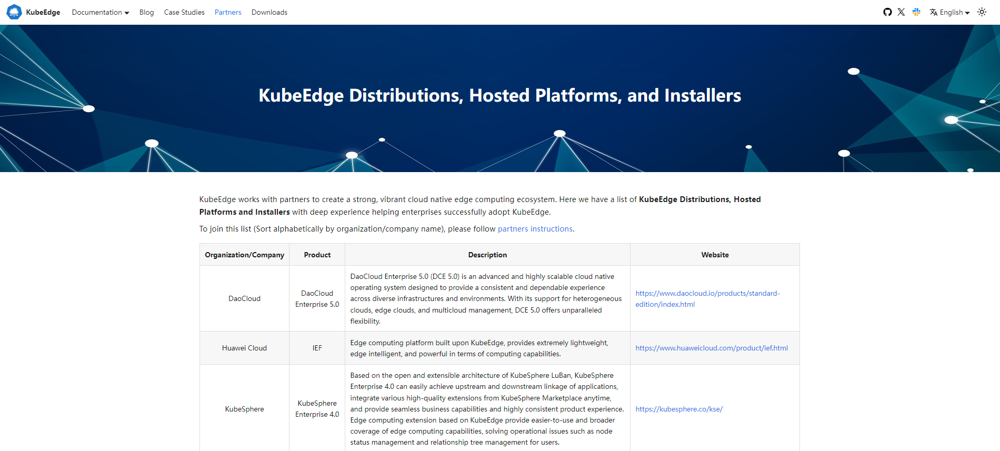 KubeEdge Documentation Blog Case Studies Partners Downloads English
KubeEdge Distributions, Hosted Platforms, and Installers
KubeEdge works with partners to create a strong, vibrant cloud native edge computing ecosystem. Here we have a list of KubeEdge Distributions, Hosted
Platforms and Installers with deep experience helping enterprises successfully adopt KubeEdge.
To join this list (Sort alphabetically by organization/company name), please follow partners instructions.
Organization/Company Product Description Website
DaoCloud
DaoCloud
Enterprise 5.0
DaoCloud Enterprise 5.0 (DCE 5.0) is an advanced and highly scalable cloud native
operating system designed to provide a consistent and dependable experience
across diverse infrastructures and environments. With its support for heterogeneous
clouds, edge clouds, and multicloud management, DCE 5.0 offers unparalleled
flexibility.
https://www.daocloud.io/products/standard-
edition/index.html
Huawei Cloud
IEF
Edge computing platform built upon KubeEdge, provides extremely lightweight,
edge intelligent, and powerful in terms of computing capabilities.
https://www.huaweicloud.com/product/ief.html
KubeSphere
KubeSphere
Enterprise 4.0
Based on the open and extensible architecture of KubeSphere LuBan, KubeSphere
Enterprise 4.0 can easily achieve upstream and downstream linkage of applications,
integrate various high-quality extensions from KubeSphere Marketplace anytime,
and provide seamless business capabilities and highly consistent product experience.
Edge computing extension based on KubeEdge provide easier-to-use and broader
coverage of edge computing capabilities, solving operational issues such as node
status management and relationship tree management for users.
https://kubesphere.co/kse/